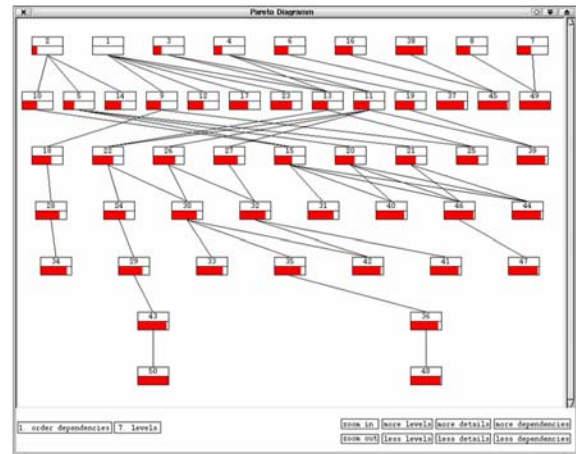 Pareto Diagramm
2 1 3 4 6 16 38 8 7
10 5 14 9 12 17 23 13 11 19 37 45 49
18 22 26 27 15 20 21 25 39
28 24 30 32 31 40 46 44
34 29 33 35 42 41 47
43 36
50 48
1. order dependencies 7. levels
zoom in more levels more details more dependencies
zoom out less levels less details less dependencies